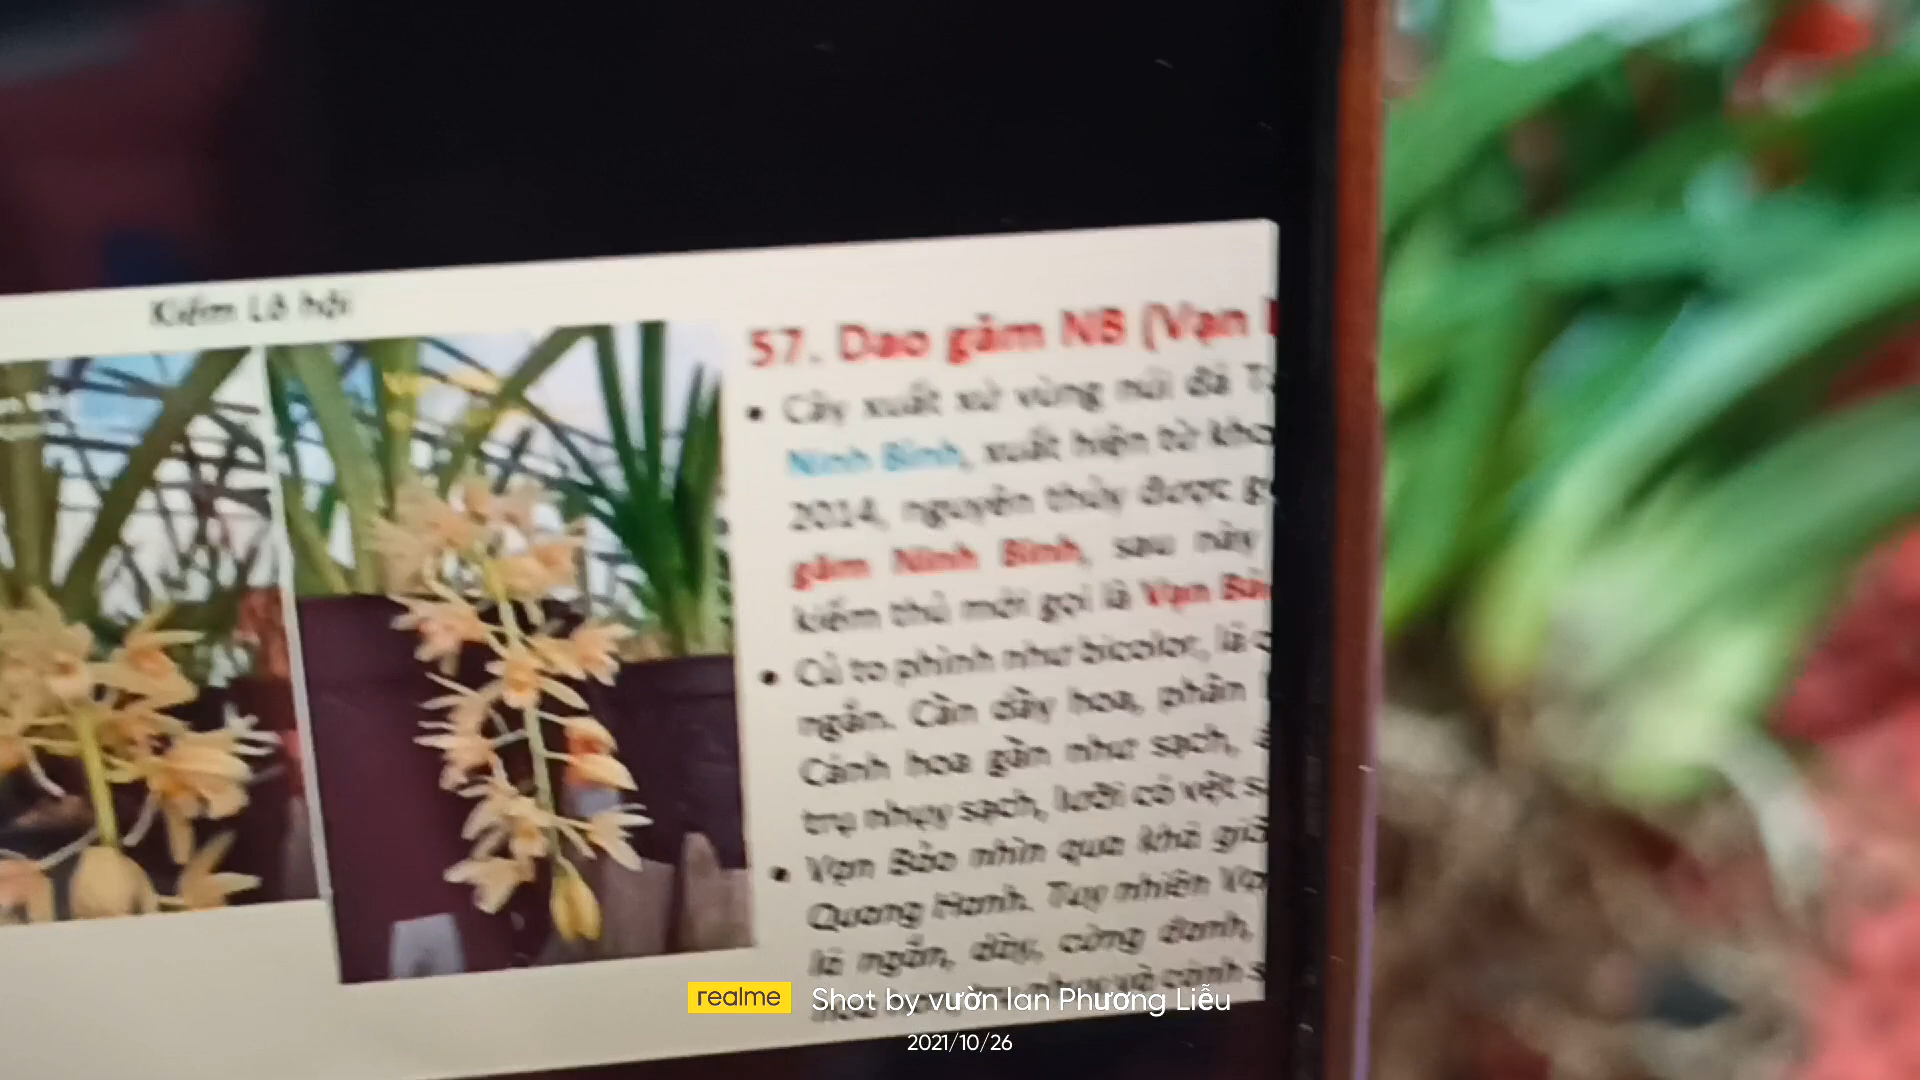 Kiếm Lô hội
57. Dao găm NB (Vạn
Cây xuất xứ vùng núi đá
Ninh Bình, xuất hiện từ
2014, nguyên thủy được
găm Ninh Bình, sau này
kiếm thủ mới gọi là Vạn
Củ to phình như bicolor, lá
ngắn. Cần dầy hoa, phân
Cánh hoa gần như sạch,
trụ nhụy sạch, lưỡi có vệt
Vạn Bảo nhìn qua khá
Quang Hanh. Tuy nhiên
lá ngắn, dày, cứng đanh,
realme Shot by vườn lan Phương Liễu
2021/10/26